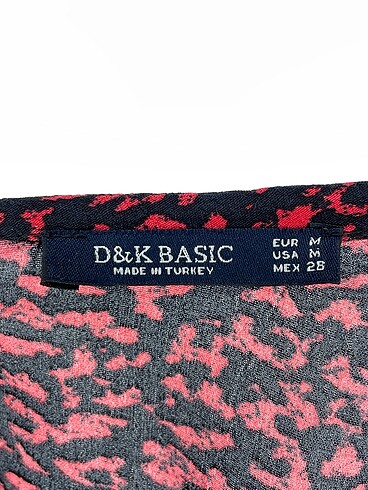 D&K BASIC
MADE IN TURKEY
EUR M
USA M
MEX 28